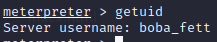 meterpreter > getuid
Server username: boba_fett